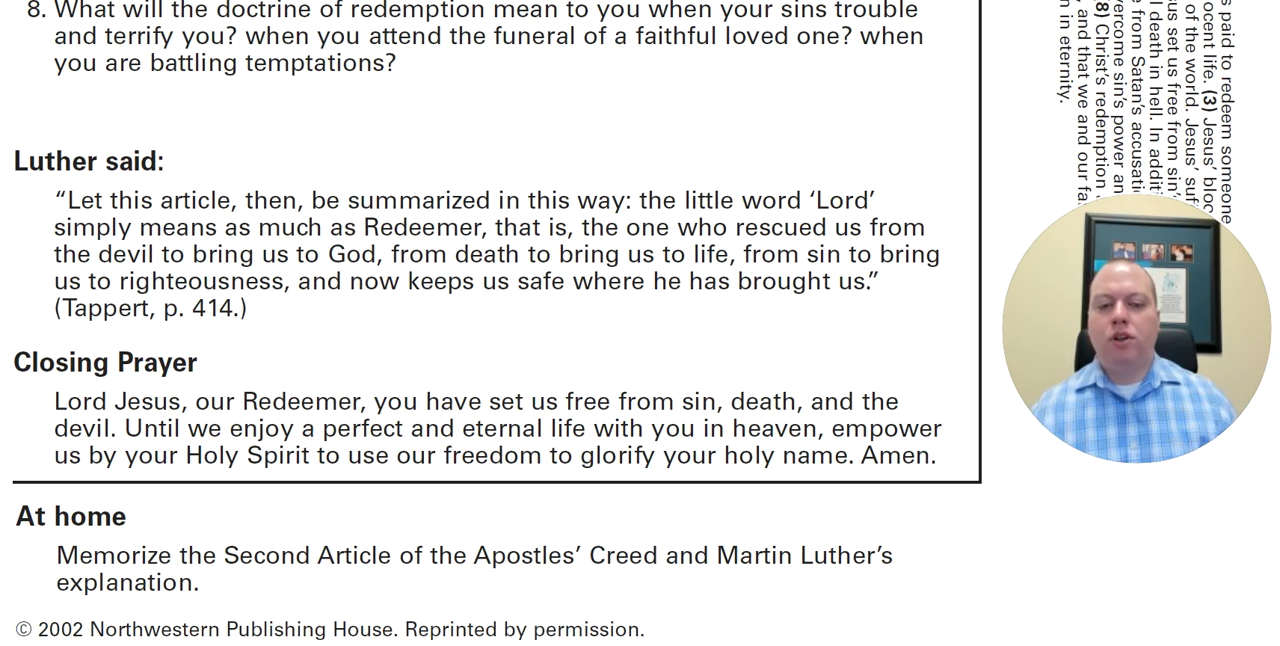 8. What will the doctrine of redemption mean to you when your sins trouble
and terrify you? when you attend the funeral of a faithful loved one? when
you are battling temptations?
Luther said:
“Let this article, then, be summarized in this way: the little word ‘Lord’
simply means as much as Redeemer, that is, the one who rescued us from
the devil to bring us to God, from death to bring us to life, from sin to bring
us to righteousness, and now keeps us safe where he has brought us.”
(Tappert, p. 414.)
Closing Prayer
Lord Jesus, our Redeemer, you have set us free from sin, death, and the
devil. Until we enjoy a perfect and eternal life with you in heaven, empower
us by your Holy Spirit to use our freedom to glorify your holy name. Amen.
At home
Memorize the Second Article of the Apostles’ Creed and Martin Luther’s
explanation.
© 2002 Northwestern Publishing House. Reprinted by permission.
paid to redeem someone
life. (3) Jesus’
of the world. Jesus’
set us free from sin’s
death in hell. In
from Satan’s
sin’s power
8) Christ’s redemption
, and that we and our
in eternity.